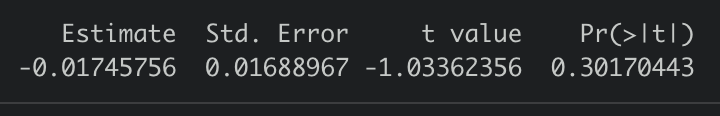 Estimate Std. Error t value Pr(>|t|)
-0.01745756 0.01688967 -1.03362356 0.30170443